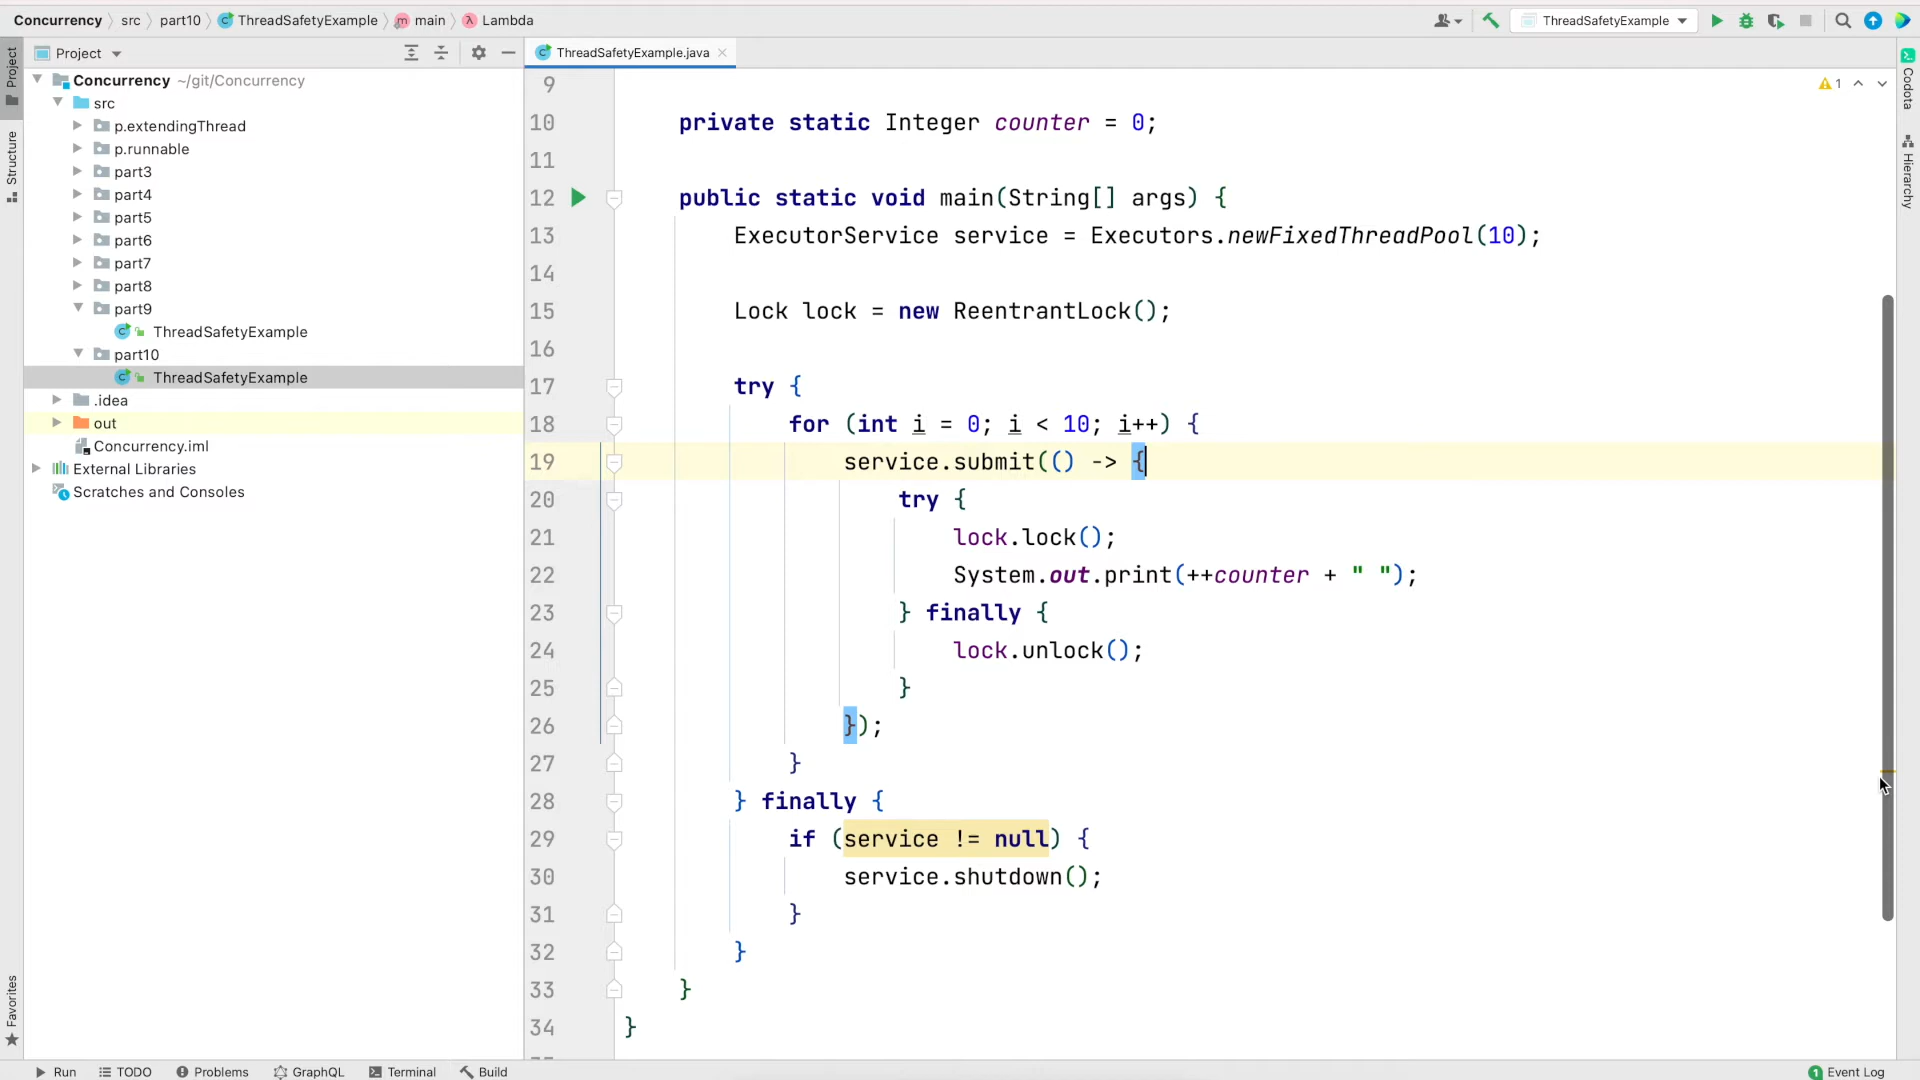 Concurrency src part10 ThreadSafetyExample main Lambda
ThreadSafetyExample
Project
ThreadSafetyExample.java
Project
Structure
Favorites
Concurrency ~/git/Concurrency
src
p.extendingThread
p.runnable
part3
part4
part5
part6
part7
part8
part9
ThreadSafetyExample
part10
ThreadSafetyExample
.idea
out
Concurrency.iml
External Libraries
Scratches and Consoles
1
9
10 private static Integer counter = 0;
11
12 public static void main(String[] args) {
13 ExecutorService service = Executors.newFixedThreadPool(10);
14
15 Lock lock = new ReentrantLock();
16
17 try {
18 for (int i = 0; i < 10; i++) {
19 service.submit(() -> {
20 try {
21 lock.lock();
22 System.out.print(++counter + " ");
23 } finally {
24 lock.unlock();
25 }
26 });
27 }
28 } finally {
29 if (service != null) {
30 service.shutdown();
31 }
32 }
33 }
34 }
Codota
Hierarchy
Run TODO Problems GraphQL Terminal Build
1 Event Log